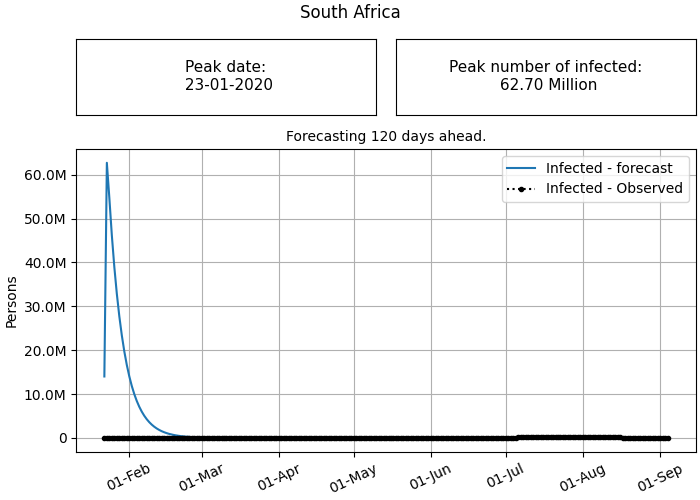 South Africa
Peak date:
23-01-2020
Peak number of infected:
62.70 Million
Forecasting 120 days ahead.
Infected - forecast
Infected - Observed
60.0M
50.0M
40.0M
30.0M
20.0M
10.0M
0
Persons
01-Feb
01-Mar
01-Apr
01-May
01-Jun
01-Jul
01-Aug
01-Sep